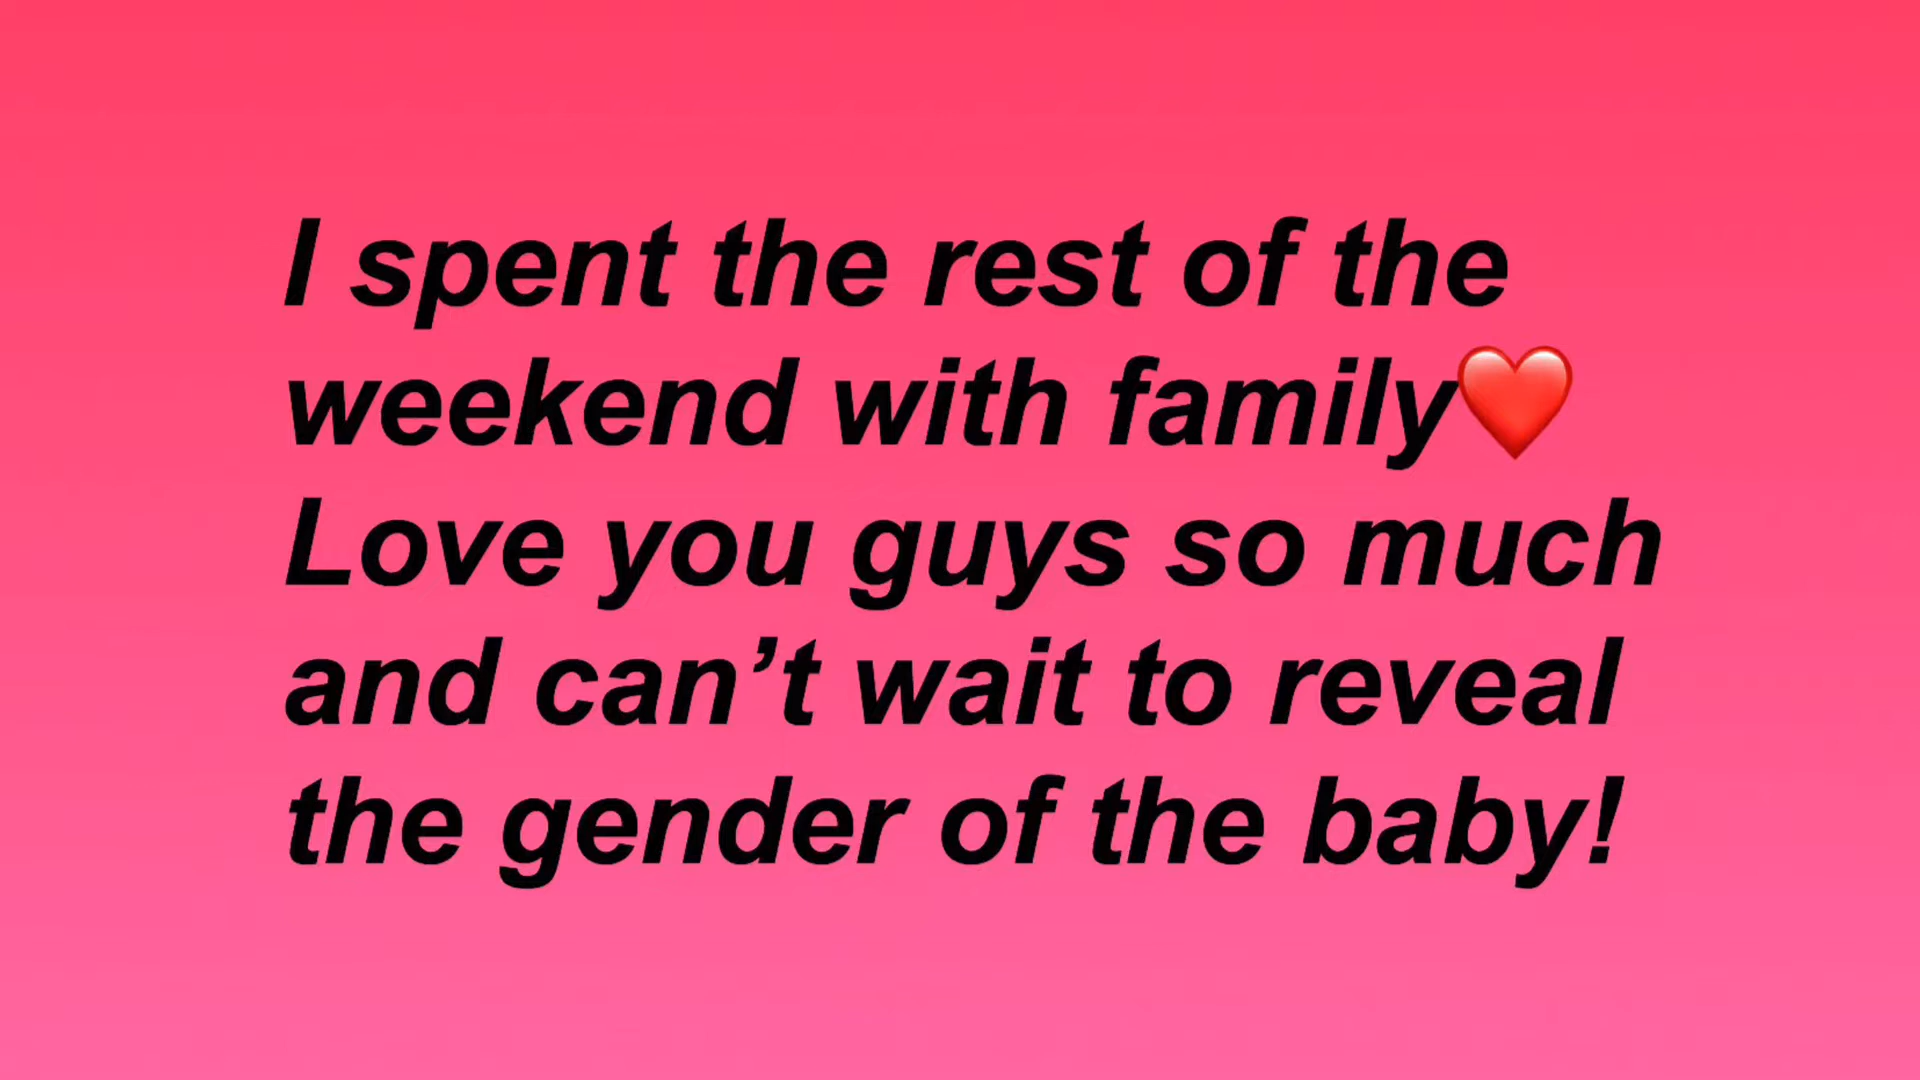 I spent the rest of the
weekend with family❤️
Love you guys so much
and can’t wait to reveal
the gender of the baby!